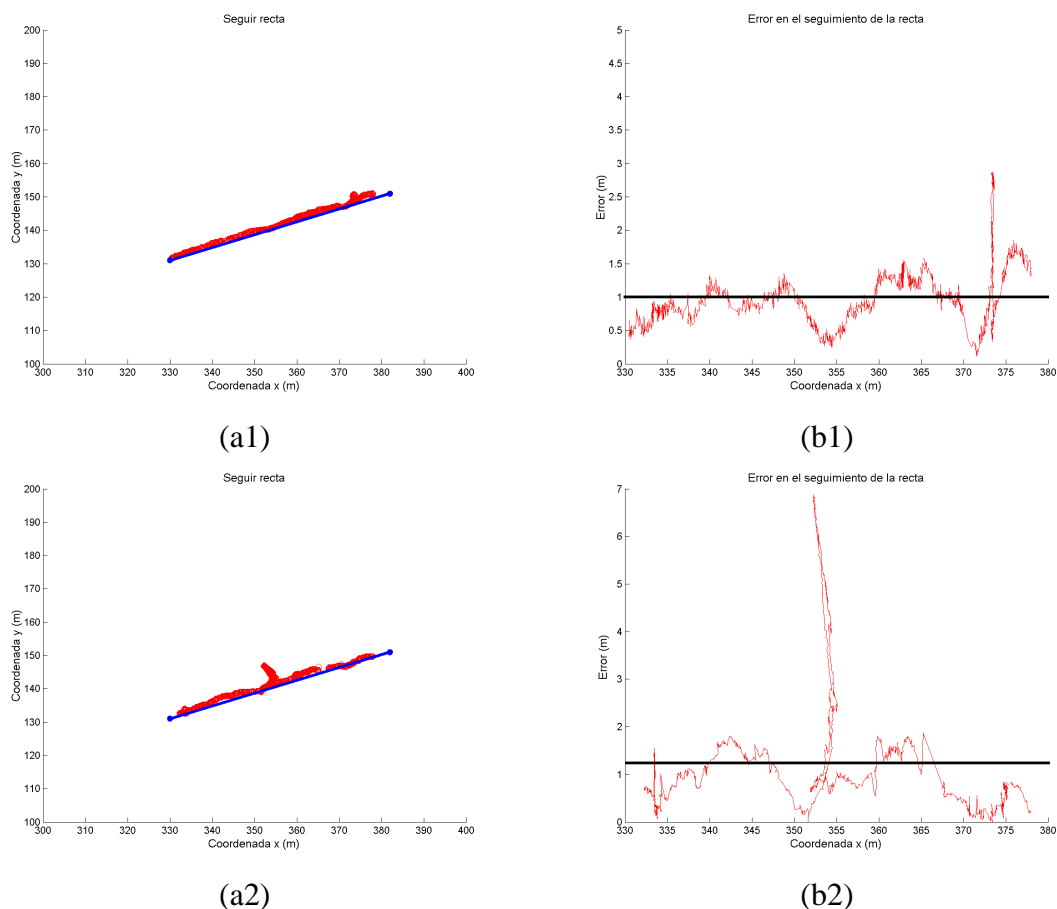 Seguir recta
200
190
180
170
160
150
140
130
120
110
100
Coordenada y (m)
300 310 320 330 340 350 360 370 380 390 400
Coordenada x (m)
(a1)
Error en el seguimiento de la recta
5
4.5
4
3.5
3
2.5
2
1.5
1
0.5
0
Error (m)
330 335 340 345 350 355 360 365 370 375 380
Coordenada x (m)
(b1)
Seguir recta
200
190
180
170
160
150
140
130
120
110
100
Coordenada y (m)
300 310 320 330 340 350 360 370 380 390 400
Coordenada x (m)
(a2)
Error en el seguimiento de la recta
7
6
5
4
3
2
1
0
Error (m)
330 335 340 345 350 355 360 365 370 375 380
Coordenada x (m)
(b2)